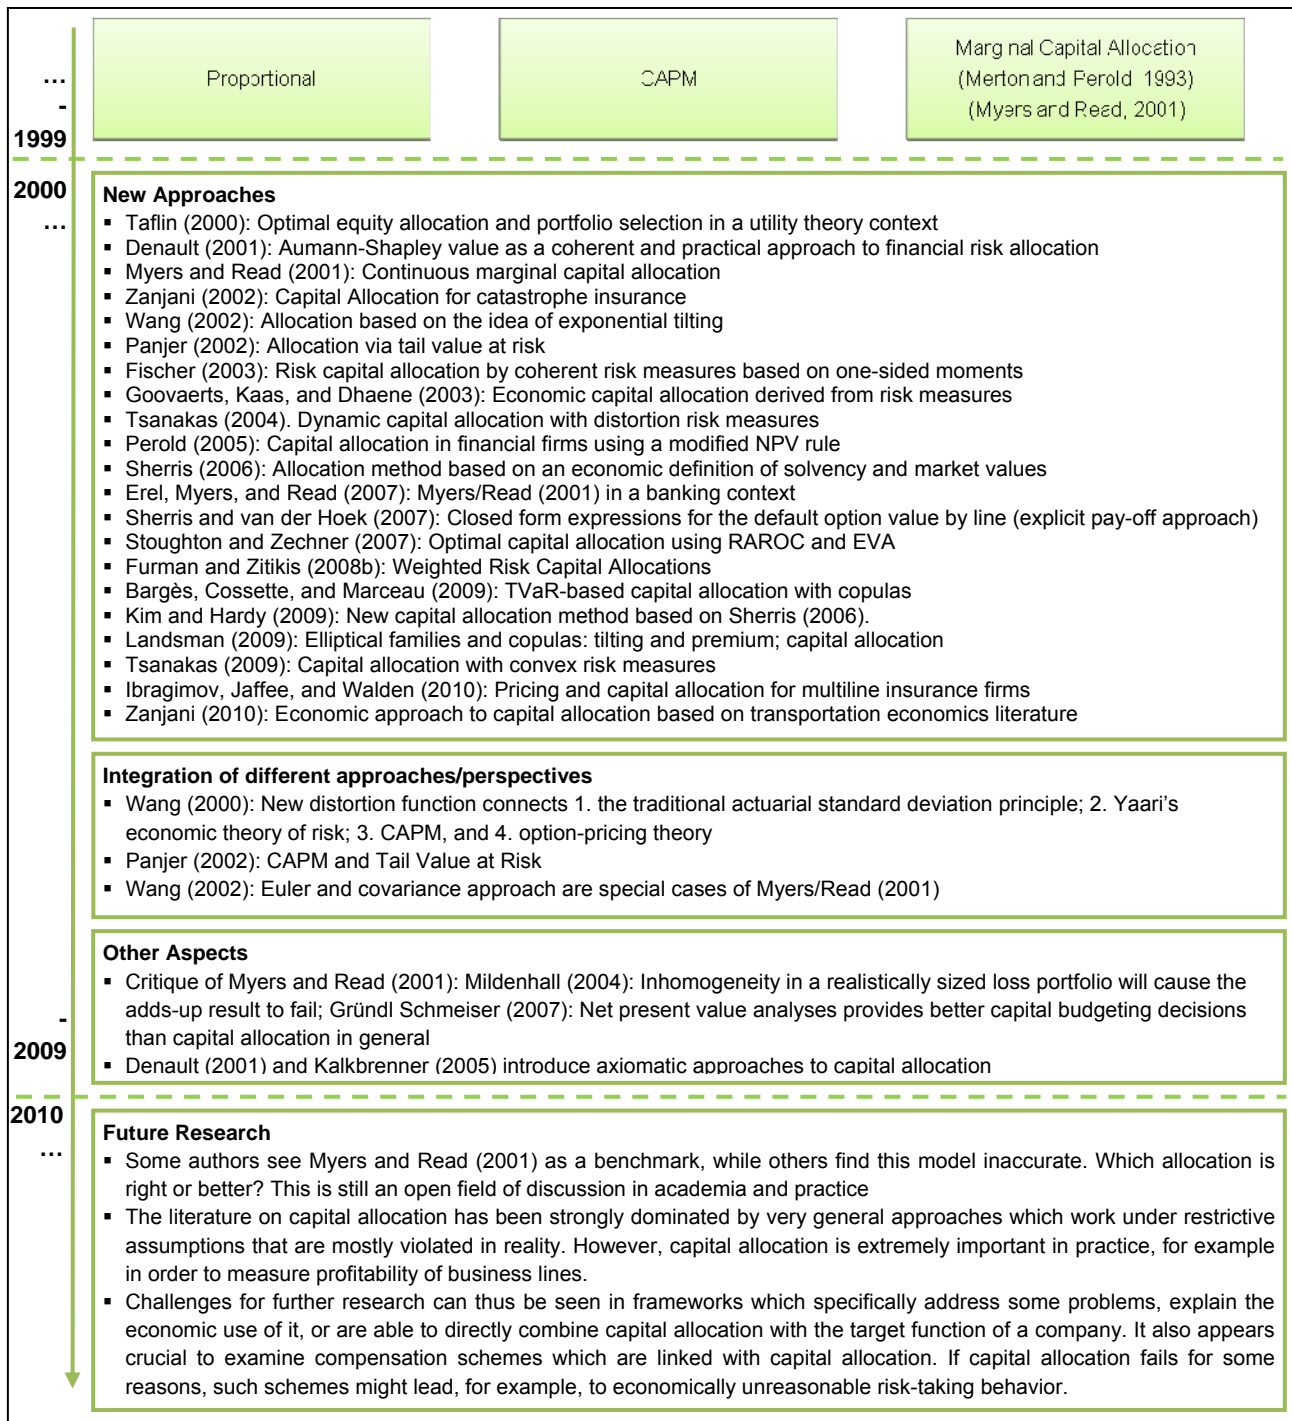 …
-
1999
Proportional
CAPM
Marginal Capital Allocation
(Merton and Perold 1993)
(Myers and Read, 2001)
2000
…
New Approaches
▪ Taflin (2000): Optimal equity allocation and portfolio selection in a utility theory context
▪ Denault (2001): Aumann-Shapley value as a coherent and practical approach to financial risk allocation
▪ Myers and Read (2001): Continuous marginal capital allocation
▪ Zanjani (2002): Capital Allocation for catastrophe insurance
▪ Wang (2002): Allocation based on the idea of exponential tilting
▪ Panjer (2002): Allocation via tail value at risk
▪ Fischer (2003): Risk capital allocation by coherent risk measures based on one-sided moments
▪ Goovaerts, Kaas, and Dhaene (2003): Economic capital allocation derived from risk measures
▪ Tsanakas (2004). Dynamic capital allocation with distortion risk measures
▪ Perold (2005): Capital allocation in financial firms using a modified NPV rule
▪ Sherris (2006): Allocation method based on an economic definition of solvency and market values
▪ Erel, Myers, and Read (2007): Myers/Read (2001) in a banking context
▪ Sherris and van der Hoek (2007): Closed form expressions for the default option value by line (explicit pay-off approach)
▪ Stoughton and Zechner (2007): Optimal capital allocation using RAROC and EVA
▪ Furman and Zitikis (2008b): Weighted Risk Capital Allocations
▪ Bargès, Cossette, and Marceau (2009): TVaR-based capital allocation with copulas
▪ Kim and Hardy (2009): New capital allocation method based on Sherris (2006).
▪ Landsman (2009): Elliptical families and copulas: tilting and premium; capital allocation
▪ Tsanakas (2009): Capital allocation with convex risk measures
▪ Ibragimov, Jaffee, and Walden (2010): Pricing and capital allocation for multiline insurance firms
▪ Zanjani (2010): Economic approach to capital allocation based on transportation economics literature
Integration of different approaches/perspectives
▪ Wang (2000): New distortion function connects 1. the traditional actuarial standard deviation principle; 2. Yaari’s
economic theory of risk; 3. CAPM, and 4. option-pricing theory
▪ Panjer (2002): CAPM and Tail Value at Risk
▪ Wang (2002): Euler and covariance approach are special cases of Myers/Read (2001)
Other Aspects
▪ Critique of Myers and Read (2001): Mildenhall (2004): Inhomogeneity in a realistically sized loss portfolio will cause the
adds-up result to fail; Gründl Schmeiser (2007): Net present value analyses provides better capital budgeting decisions
than capital allocation in general
▪ Denault (2001) and Kalkbrenner (2005) introduce axiomatic approaches to capital allocation
-
2009
2010
…
Future Research
▪ Some authors see Myers and Read (2001) as a benchmark, while others find this model inaccurate. Which allocation is
right or better? This is still an open field of discussion in academia and practice
▪ The literature on capital allocation has been strongly dominated by very general approaches which work under restrictive
assumptions that are mostly violated in reality. However, capital allocation is extremely important in practice, for example
in order to measure profitability of business lines.
▪ Challenges for further research can thus be seen in frameworks which specifically address some problems, explain the
economic use of it, or are able to directly combine capital allocation with the target function of a company. It also appears
crucial to examine compensation schemes which are linked with capital allocation. If capital allocation fails for some
reasons, such schemes might lead, for example, to economically unreasonable risk-taking behavior.